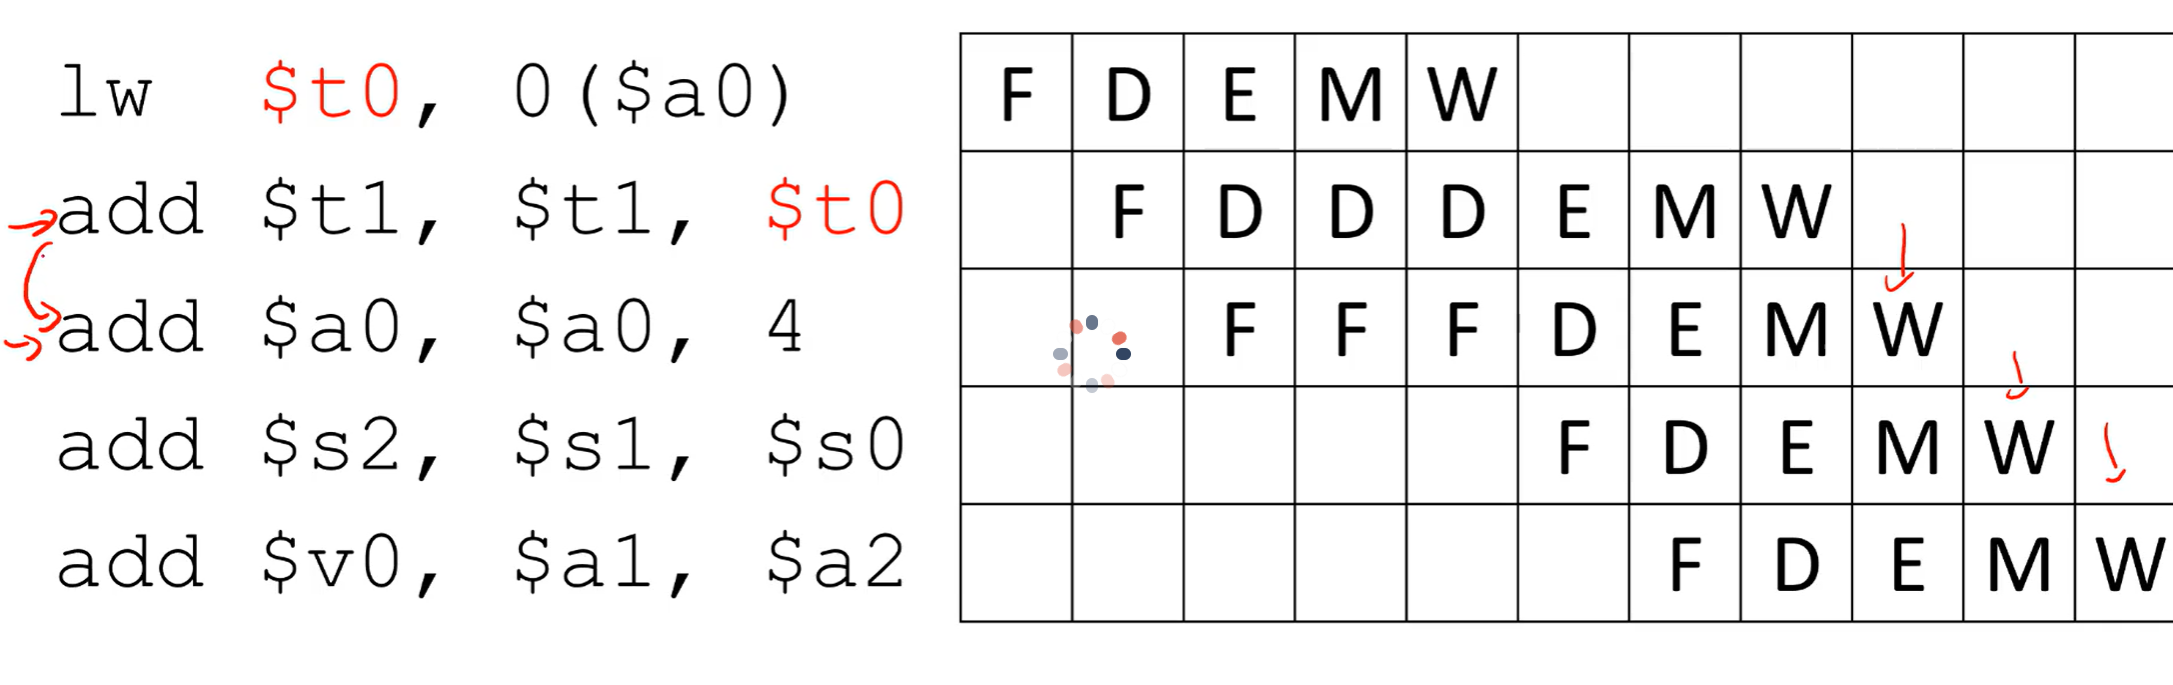 lw $t0, 0($a0) F D E M W
add $t1, $t1, $t0 F D D D E M W
add $a0, $a0, 4 F F F D E M W
add $s2, $s1, $s0 F D E M W
add $v0, $a1, $a2 F D E M W